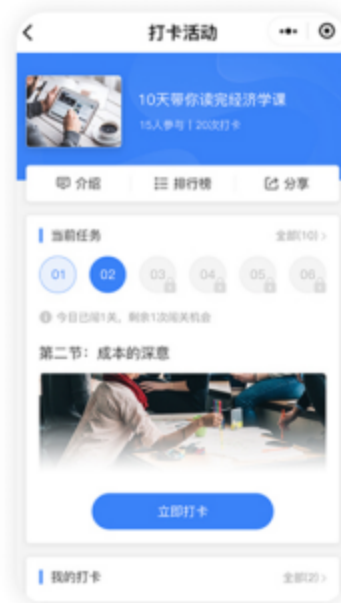 打卡活动
10天带你读完经济学课
15人参与 | 20次打卡
介绍
排行榜
分享
当前任务
全部(10) >
01
02
03
04
05
06
今日已闯1关，剩余1次闯关机会
第二节：成本的深意
立即打卡
我的打卡
全部(2) >